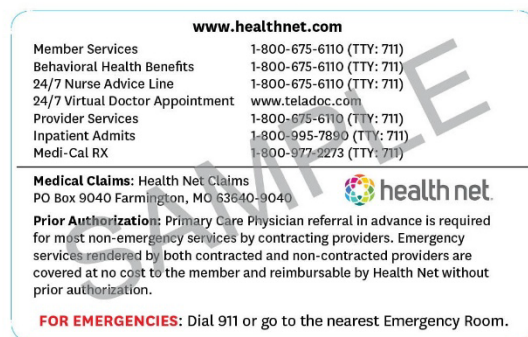 www.healthnet.com
Member Services 1-800-675-6110 (TTY: 711)
Behavioral Health Benefits 1-800-675-6110 (TTY: 711)
24/7 Nurse Advice Line 1-800-675-6110 (TTY: 711)
24/7 Virtual Doctor Appointment www.teladoc.com
Provider Services 1-800-675-6110 (TTY: 711)
Inpatient Admits 1-800-995-7890 (TTY: 711)
Medi-Cal RX 1-800-977-2273 (TTY: 711)
Medical Claims: Health Net Claims
PO Box 9040 Farmington, MO 63640-9040
health net.
Prior Authorization: Primary Care Physician referral in advance is required
for most non-emergency services by contracting providers. Emergency
services rendered by both contracted and non-contracted providers are
covered at no cost to the member and reimbursable by Health Net without
prior authorization.
FOR EMERGENCIES: Dial 911 or go to the nearest Emergency Room.
SAMPLE